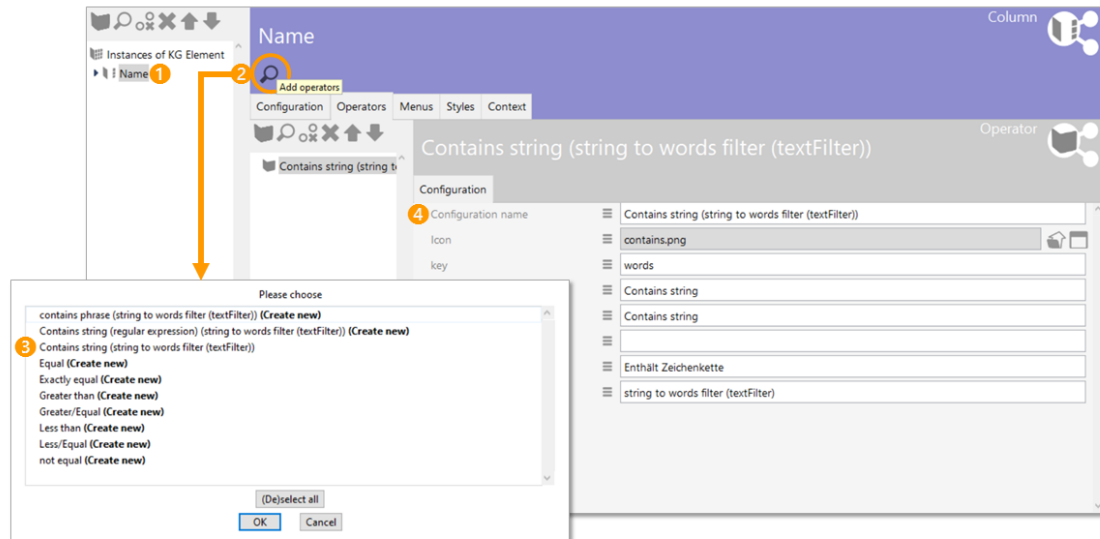 Column
Name
Instances of KG Element
Name 1
2
Add operators
Configuration Operators Menus Styles Context
Operator
Contains string (string to words filter (textFilter))
Contains string (string to
Configuration
4 Configuration name
Contains string (string to words filter (textFilter))
Icon
contains.png
key
words
Contains string
Contains string
Enthält Zeichenkette
string to words filter (textFilter)
Please choose
contains phrase (string to words filter (textFilter)) (Create new)
Contains string (regular expression) (string to words filter (textFilter)) (Create new)
3 Contains string (string to words filter (textFilter))
Equal (Create new)
Exactly equal (Create new)
Greater than (Create new)
Greater/Equal (Create new)
Less than (Create new)
Less/Equal (Create new)
not equal (Create new)
(De)select all
OK Cancel